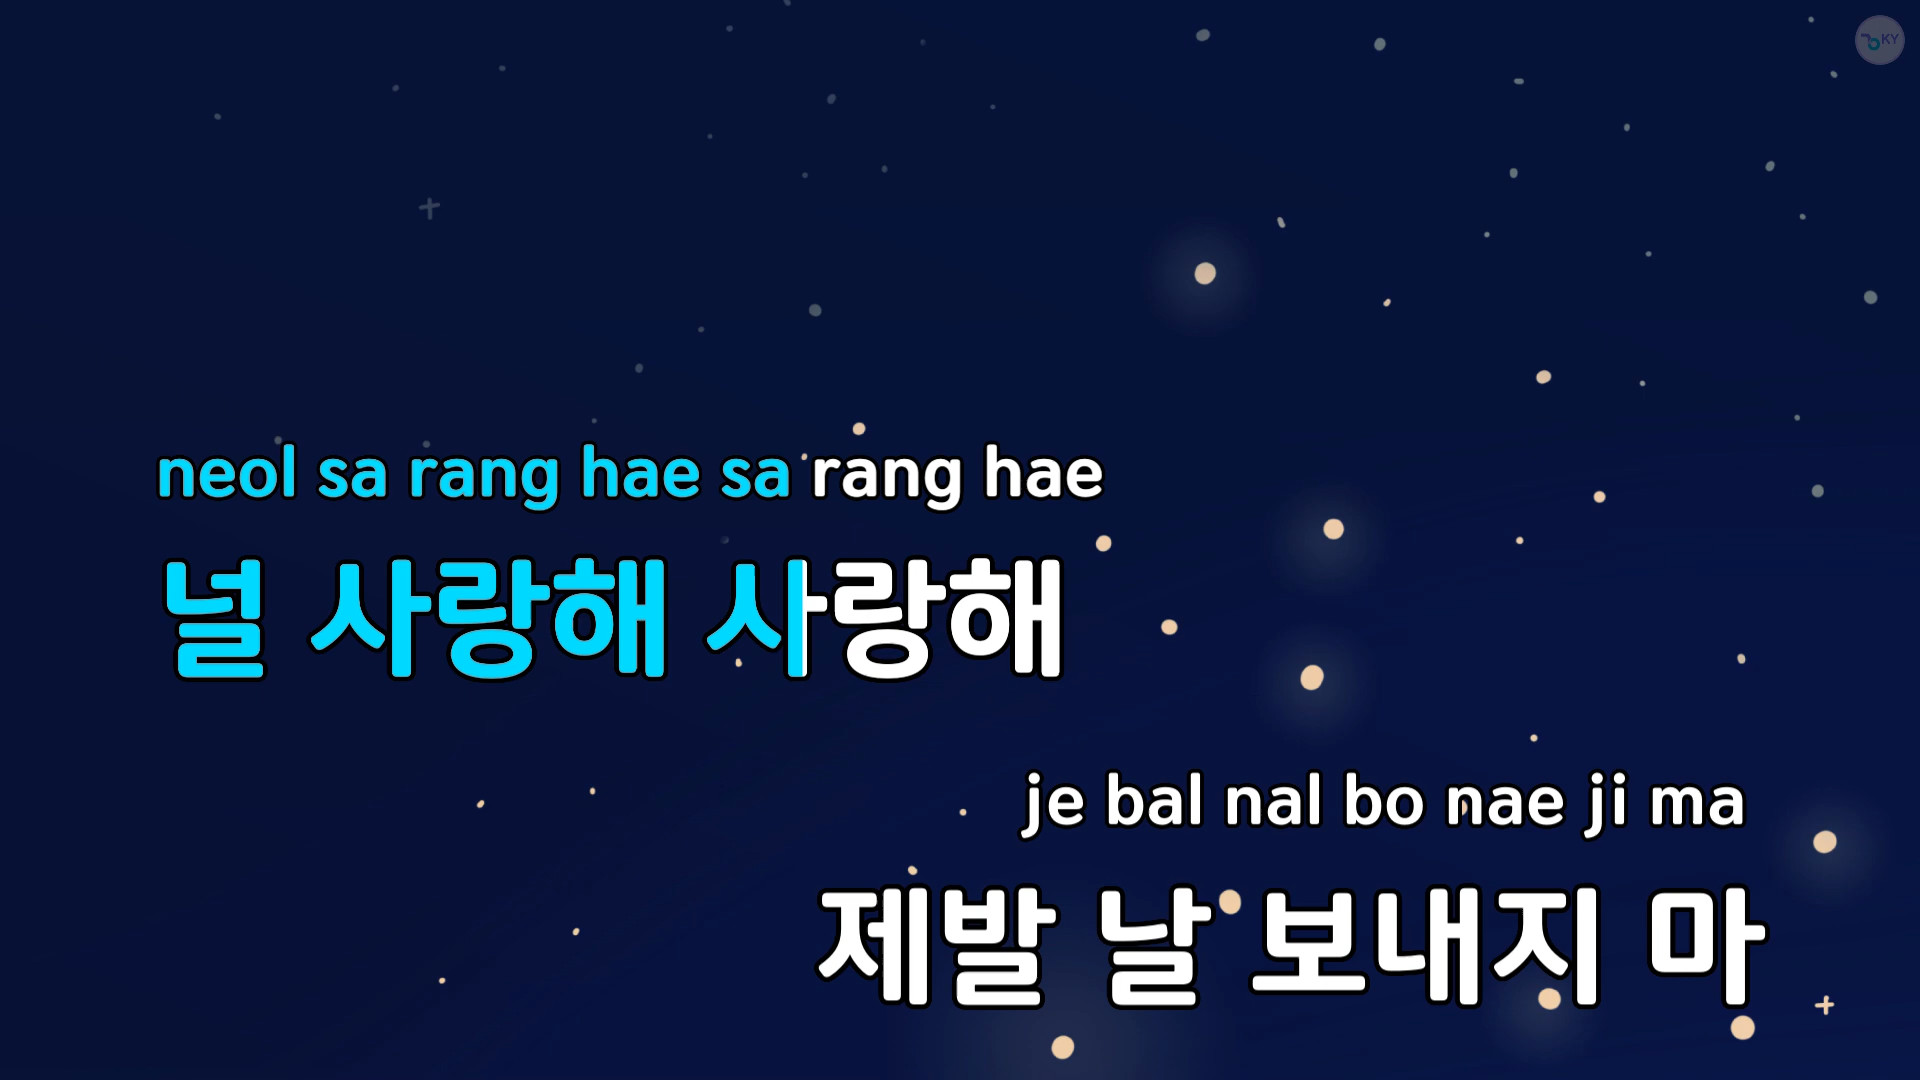 KY
neol sa rang hae sa rang hae
널 사랑해 사랑해
je bal nal bo nae ji ma
제발 날 보내지 마